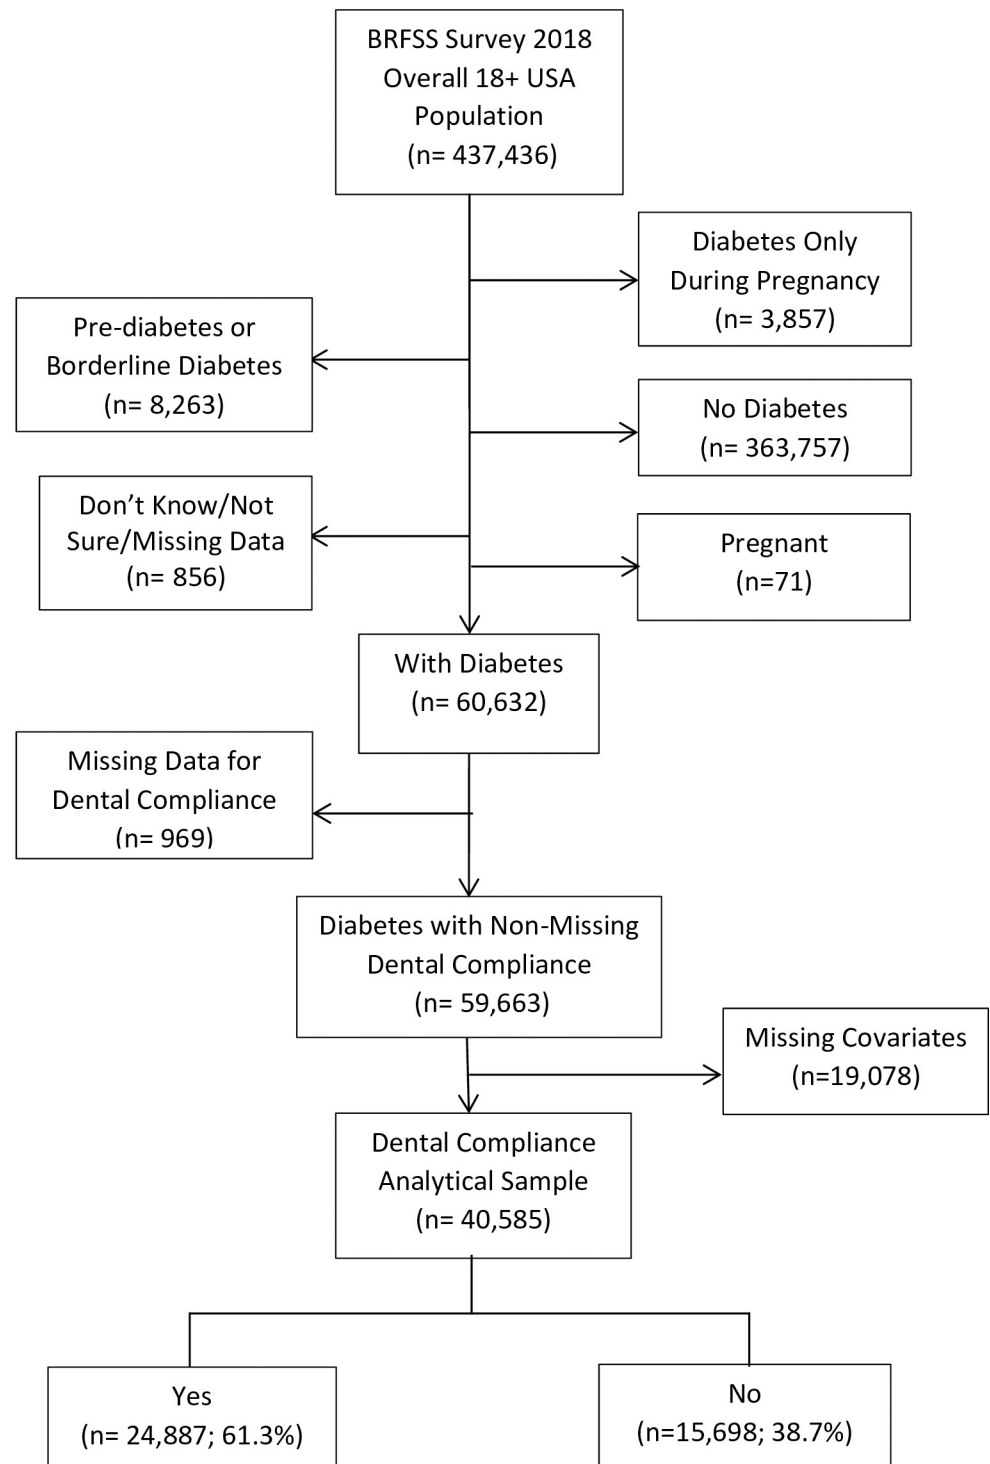 BRFSS Survey 2018
Overall 18+ USA
Population
(n= 437,436)
Diabetes Only
During Pregnancy
(n= 3,857)
Pre-diabetes or
Borderline Diabetes
(n= 8,263)
No Diabetes
(n= 363,757)
Don’t Know/Not
Sure/Missing Data
(n= 856)
Pregnant
(n=71)
With Diabetes
(n= 60,632)
Missing Data for
Dental Compliance
(n= 969)
Diabetes with Non-Missing
Dental Compliance
(n= 59,663)
Missing Covariates
(n=19,078)
Dental Compliance
Analytical Sample
(n= 40,585)
Yes
(n= 24,887; 61.3%)
No
(n=15,698; 38.7%)